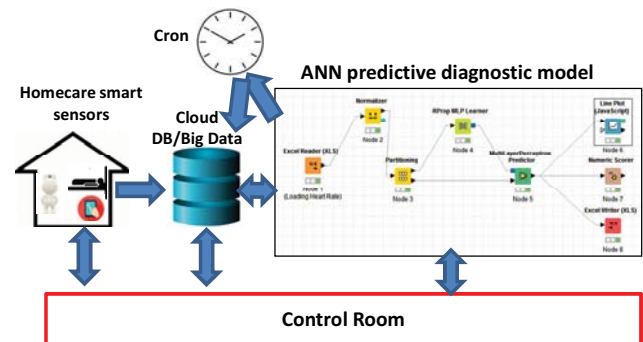 Cron
ANN predictive diagnostic model
Homecare smart
sensors
Cloud
DB/Big Data
Normalizer
Node 2
RProp MLP Learner
Node 4
Line Plot
(JavaScript)
Node 6
Excel Reader (XLS)
Node 1
(Loading Heart Rate)
Partitioning
Node 3
MultiLayerPerceptron
Predictor
Node 5
Numeric Scorer
Node 7
Excel Writer (XLS)
Node 8
Control Room